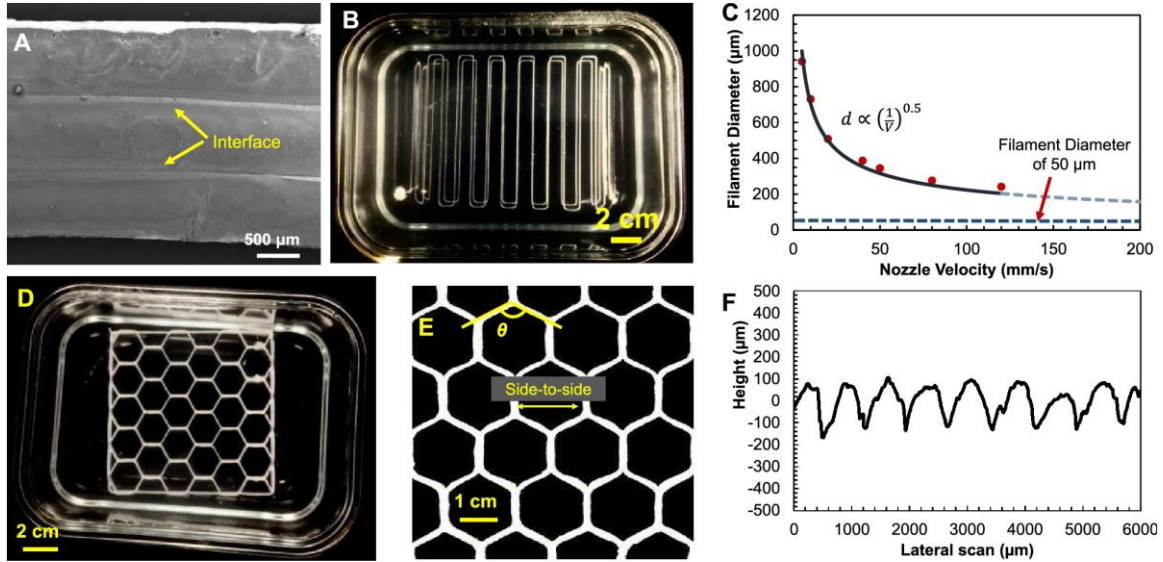 A
Interface
500 µm
B
2 cm
C
Filament Diameter (µm)
1200
1000
800
600
400
200
0
d ∝ (1/V)^0.5
Filament Diameter
of 50 µm
0
50
100
150
200
Nozzle Velocity (mm/s)
D
2 cm
E
θ
Side-to-side
1 cm
F
Height (µm)
500
400
300
200
100
0
-100
-200
-300
-400
-500
0
1000
2000
3000
4000
5000
6000
Lateral scan (µm)